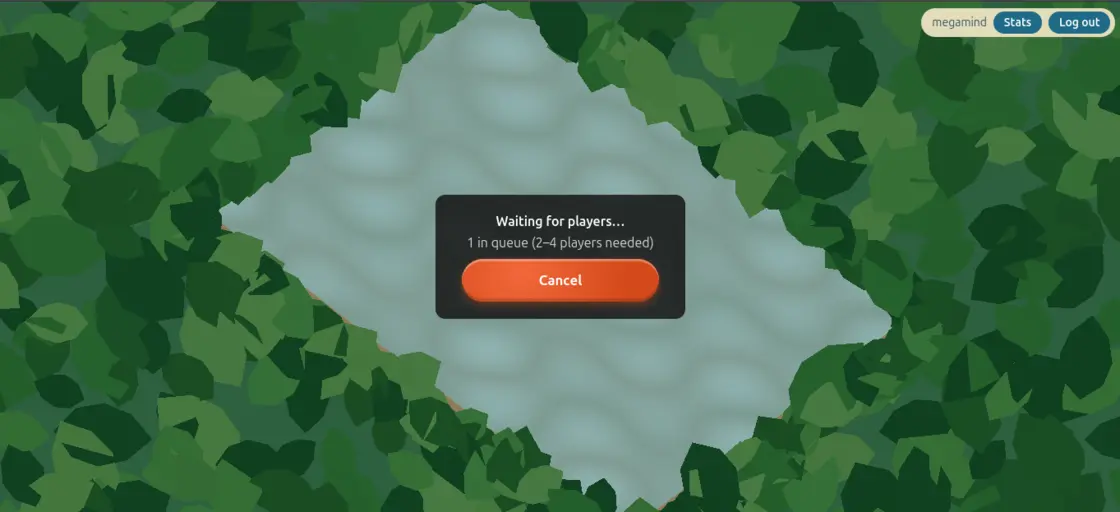 megamind Stats Log out
Waiting for players...
1 in queue (2–4 players needed)
Cancel